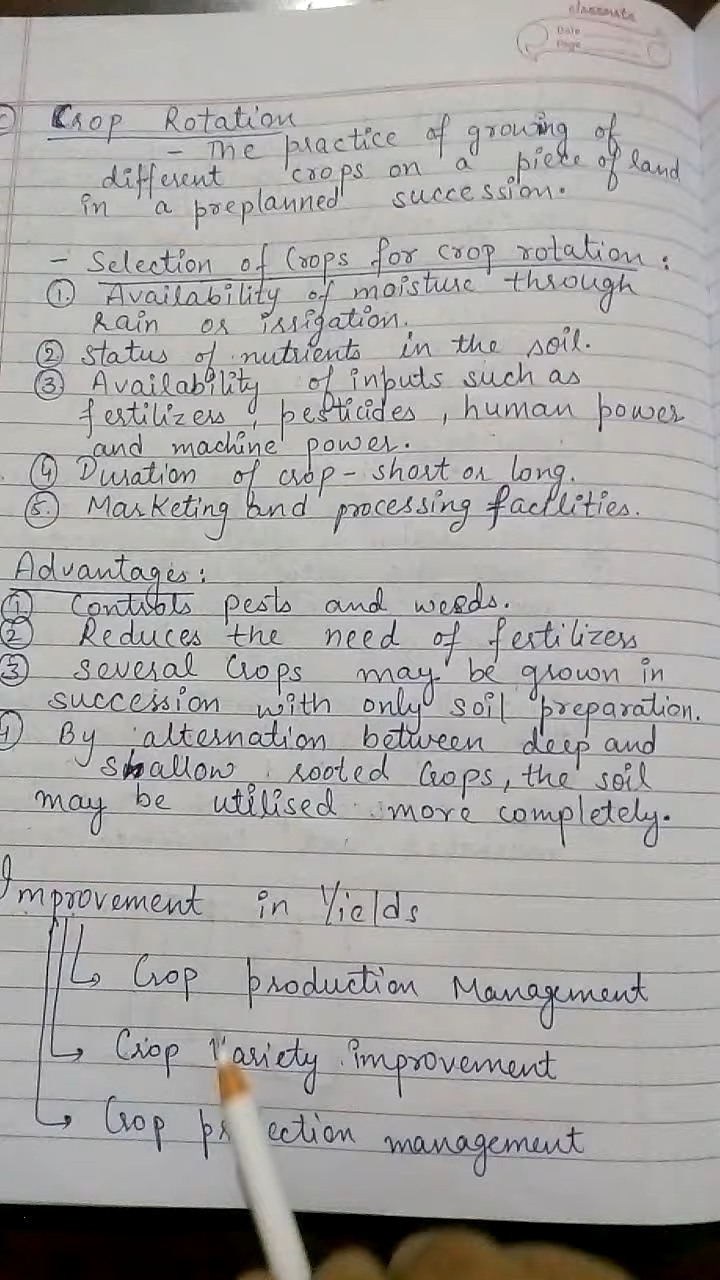 classmate
Date
Page
C) Crop Rotation
- The practice of growing of
different crops on a piece of land
in a preplanned succession.
- Selection of Crops for crop rotation :
① Availability of moisture through
rain or irrigation.
② Status of nutrients in the soil.
③ Availability of inputs such as
fertilizers, pesticides, human power
and machine power.
④ Duration of crop - short or long.
⑤ Marketing and processing facilities.
Advantages :
① Controls pests and weeds.
② Reduces the need of fertilizers
③ Several Crops may be grown in
succession with only soil preparation.
④ By alternation between deep and
shallow rooted Crops, the soil
may be utilised more completely.
Improvement in Yields
↳ Crop production Management
↳ Crop Variety improvement
↳ Crop management